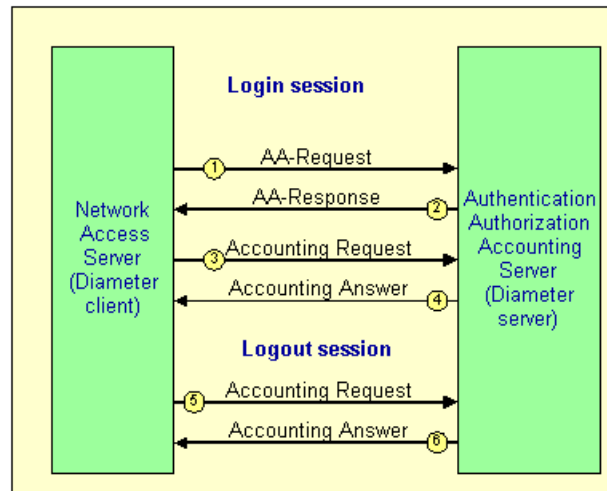 Login session
AA-Request
1
AA-Response
2
Network
Access
Server
(Diameter
client)
Authentication
Authorization
Accounting
Server
(Diameter
server)
Accounting Request
3
Accounting Answer
4
Logout session
Accounting Request
5
Accounting Answer
6